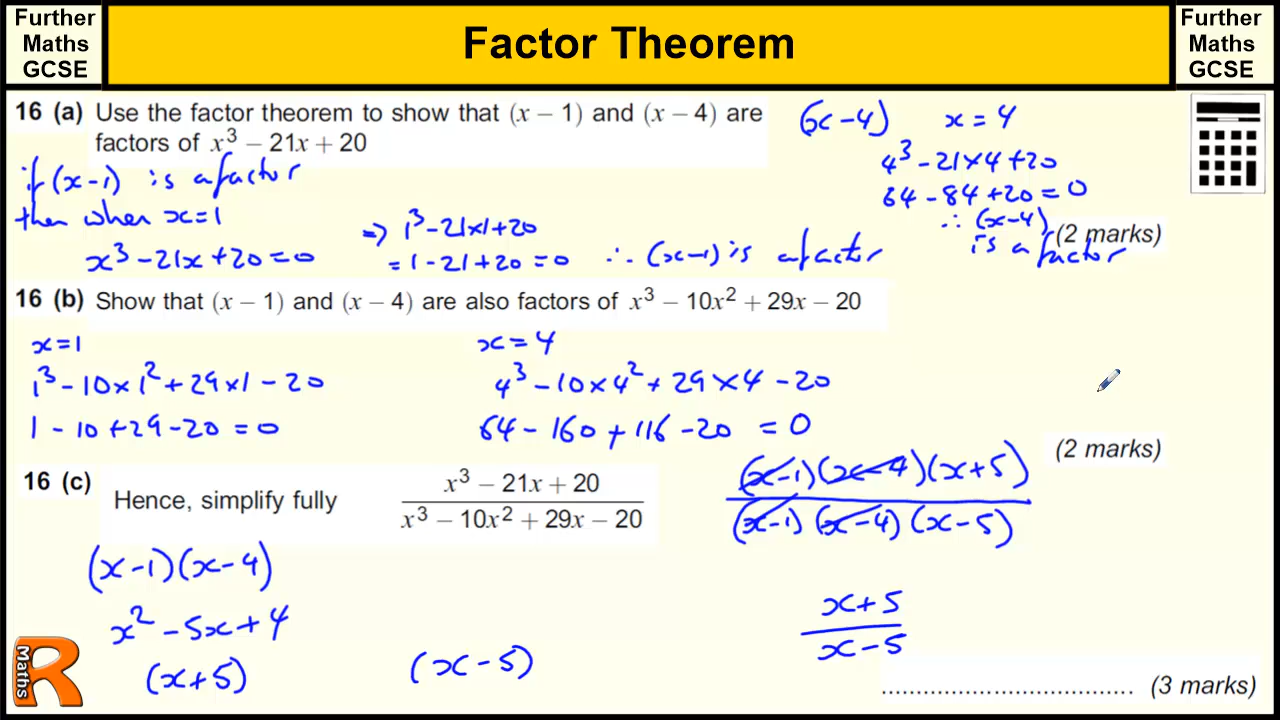 Further
Maths
GCSE
Factor Theorem
Further
Maths
GCSE
16 (a) Use the factor theorem to show that (x − 1) and (x − 4) are
factors of x³ − 21x + 20
if (x-1) is a factor
then when x=1
x³ -21x +20 =0
=> 1³ -21x1+20
= 1 -21 +20 = 0 ∴ (x-1) is a factor
(x-4) x = 4
4³ -21×4 +20
64 -84 +20 = 0
∴ (x-4)
is a factor
(2 marks)
16 (b) Show that (x − 1) and (x − 4) are also factors of x³ − 10x² + 29x − 20
x=1
1³ -10×1² +29×1 -20
1 -10 +29 -20 = 0
x = 4
4³ -10×4² +29×4 -20
64 -160 +116 -20 = 0
(2 marks)
16 (c) Hence, simplify fully
x³ − 21x + 20
x³ − 10x² + 29x − 20
(x-1)(x-4)(x+5)
(x-1)(x-4)(x-5)
(x-1)(x-4)
x² -5x +4
(x+5) (x-5)
x+5
x-5
(3 marks)
R
Maths